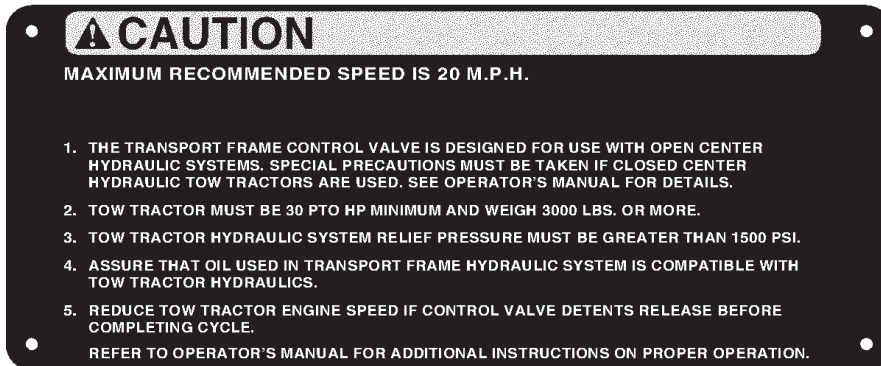 CAUTION
MAXIMUM RECOMMENDED SPEED IS 20 M.P.H.
1. THE TRANSPORT FRAME CONTROL VALVE IS DESIGNED FOR USE WITH OPEN CENTER
HYDRAULIC SYSTEMS. SPECIAL PRECAUTIONS MUST BE TAKEN IF CLOSED CENTER
HYDRAULIC TOW TRACTORS ARE USED. SEE OPERATOR'S MANUAL FOR DETAILS.
2. TOW TRACTOR MUST BE 30 PTO HP MINIMUM AND WEIGH 3000 LBS. OR MORE.
3. TOW TRACTOR HYDRAULIC SYSTEM RELIEF PRESSURE MUST BE GREATER THAN 1500 PSI.
4. ASSURE THAT OIL USED IN TRANSPORT FRAME HYDRAULIC SYSTEM IS COMPATIBLE WITH
TOW TRACTOR HYDRAULICS.
5. REDUCE TOW TRACTOR ENGINE SPEED IF CONTROL VALVE DETENTS RELEASE BEFORE
COMPLETING CYCLE.
REFER TO OPERATOR'S MANUAL FOR ADDITIONAL INSTRUCTIONS ON PROPER OPERATION.